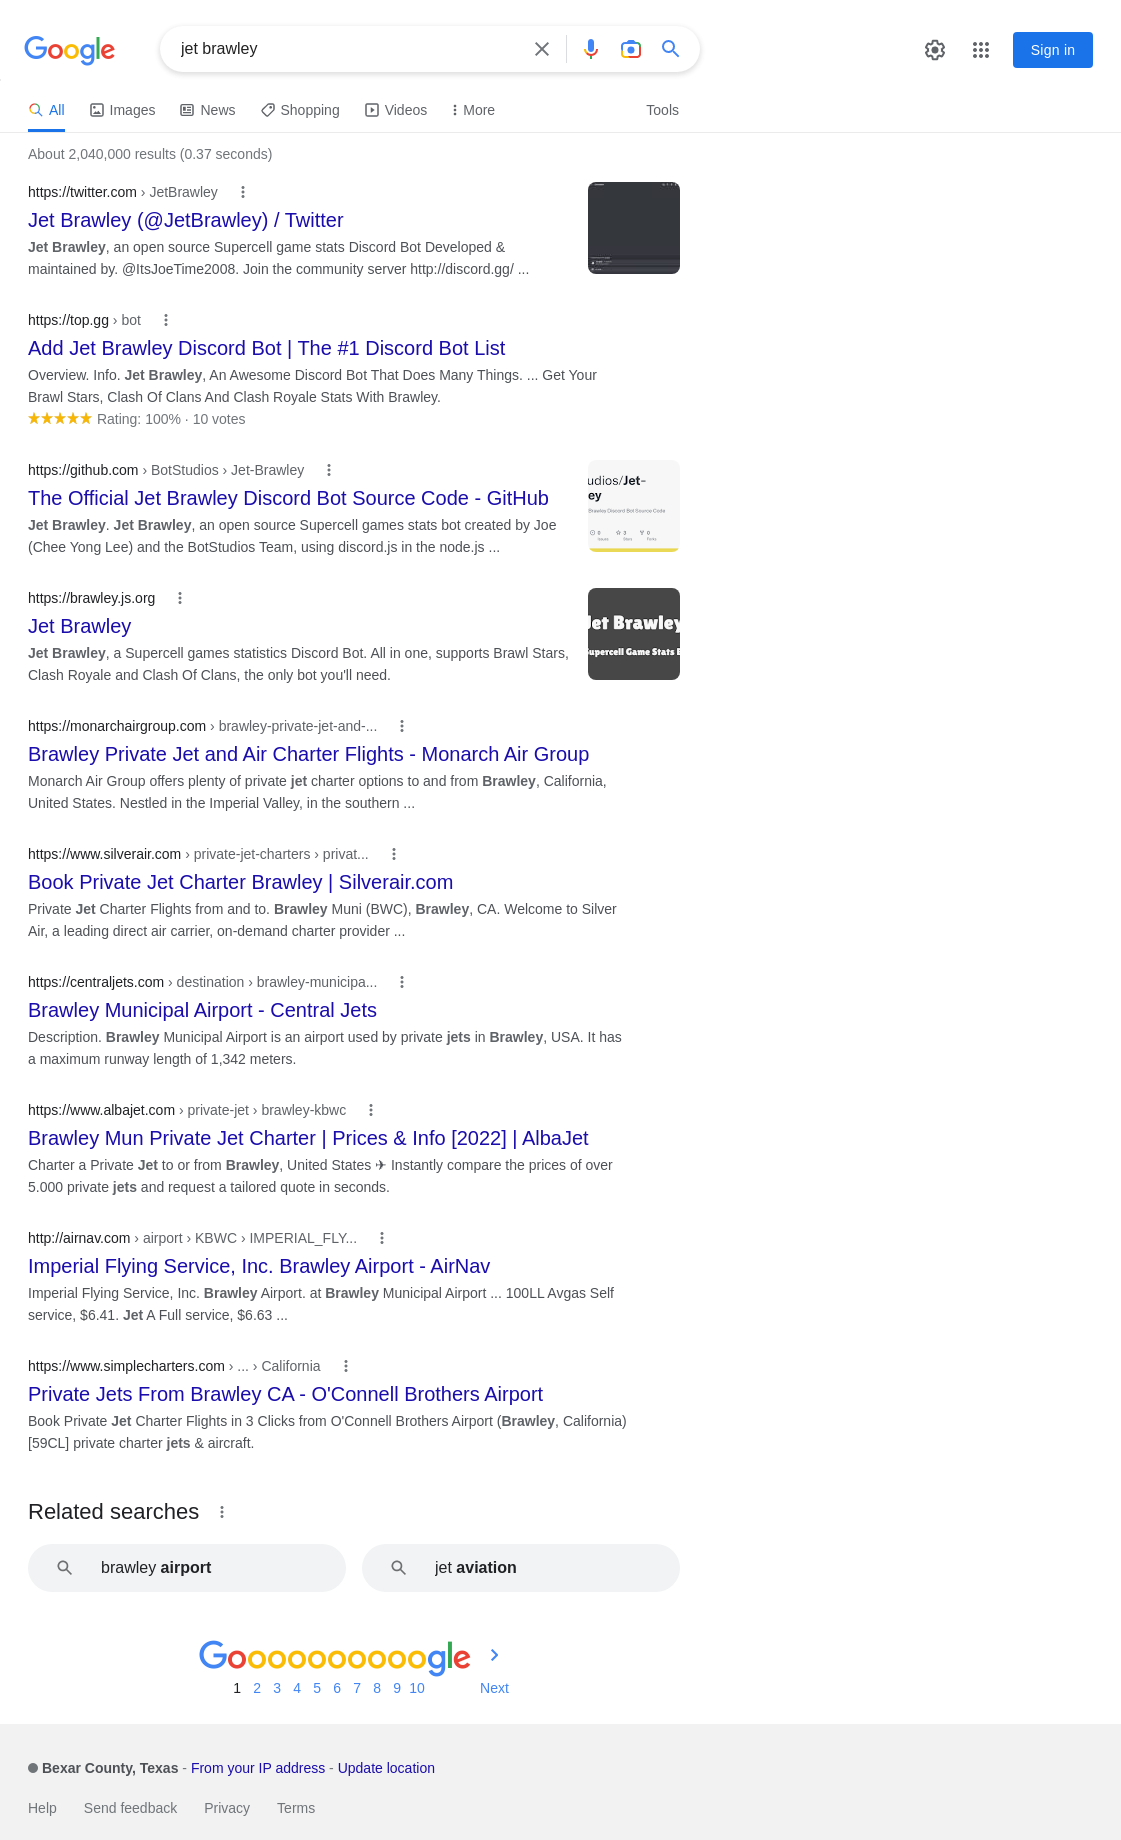 Google
jet brawley
Sign in
All
Images
News
Shopping
Videos
More
Tools
About 2,040,000 results (0.37 seconds)
https://twitter.com › JetBrawley
Jet Brawley (@JetBrawley) / Twitter
Jet Brawley, an open source Supercell game stats Discord Bot Developed &
maintained by. @ItsJoeTime2008. Join the community server http://discord.gg/ ...
https://top.gg › bot
Add Jet Brawley Discord Bot | The #1 Discord Bot List
Overview. Info. Jet Brawley, An Awesome Discord Bot That Does Many Things. ... Get Your
Brawl Stars, Clash Of Clans And Clash Royale Stats With Brawley.
★★★★★ Rating: 100% · 10 votes
https://github.com › BotStudios › Jet-Brawley
The Official Jet Brawley Discord Bot Source Code - GitHub
Jet Brawley. Jet Brawley, an open source Supercell games stats bot created by Joe
(Chee Yong Lee) and the BotStudios Team, using discord.js in the node.js ...
udios/Jet-
ey
Brawley Discord Bot Source Code
https://brawley.js.org
Jet Brawley
Jet Brawley, a Supercell games statistics Discord Bot. All in one, supports Brawl Stars,
Clash Royale and Clash Of Clans, the only bot you'll need.
Jet Brawley
Supercell Game Stats B
https://monarchairgroup.com › brawley-private-jet-and-...
Brawley Private Jet and Air Charter Flights - Monarch Air Group
Monarch Air Group offers plenty of private jet charter options to and from Brawley, California,
United States. Nestled in the Imperial Valley, in the southern ...
https://www.silverair.com › private-jet-charters › privat...
Book Private Jet Charter Brawley | Silverair.com
Private Jet Charter Flights from and to. Brawley Muni (BWC), Brawley, CA. Welcome to Silver
Air, a leading direct air carrier, on-demand charter provider ...
https://centraljets.com › destination › brawley-municipa...
Brawley Municipal Airport - Central Jets
Description. Brawley Municipal Airport is an airport used by private jets in Brawley, USA. It has
a maximum runway length of 1,342 meters.
https://www.albajet.com › private-jet › brawley-kbwc
Brawley Mun Private Jet Charter | Prices & Info [2022] | AlbaJet
Charter a Private Jet to or from Brawley, United States ✈ Instantly compare the prices of over
5.000 private jets and request a tailored quote in seconds.
http://airnav.com › airport › KBWC › IMPERIAL_FLY...
Imperial Flying Service, Inc. Brawley Airport - AirNav
Imperial Flying Service, Inc. Brawley Airport. at Brawley Municipal Airport ... 100LL Avgas Self
service, $6.41. Jet A Full service, $6.63 ...
https://www.simplecharters.com › ... › California
Private Jets From Brawley CA - O'Connell Brothers Airport
Book Private Jet Charter Flights in 3 Clicks from O'Connell Brothers Airport (Brawley, California)
[59CL] private charter jets & aircraft.
Related searches
brawley airport
jet aviation
Goooooooooogle
1 2 3 4 5 6 7 8 9 10 Next
Bexar County, Texas - From your IP address - Update location
Help Send feedback Privacy Terms